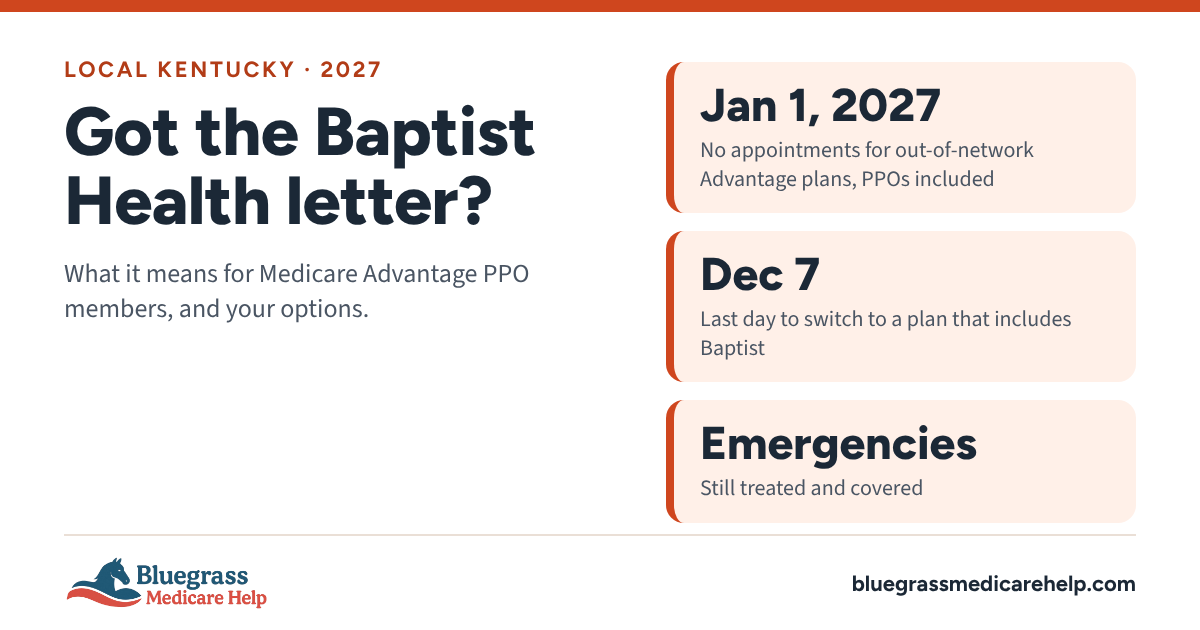 LOCAL KENTUCKY · 2027
Got the Baptist
Health letter?
What it means for Medicare Advantage PPO
members, and your options.
Jan 1, 2027
No appointments for out-of-network
Advantage plans, PPOs included
Dec 7
Last day to switch to a plan that includes
Baptist
Emergencies
Still treated and covered
Bluegrass
Medicare Help
bluegrassmedicarehelp.com